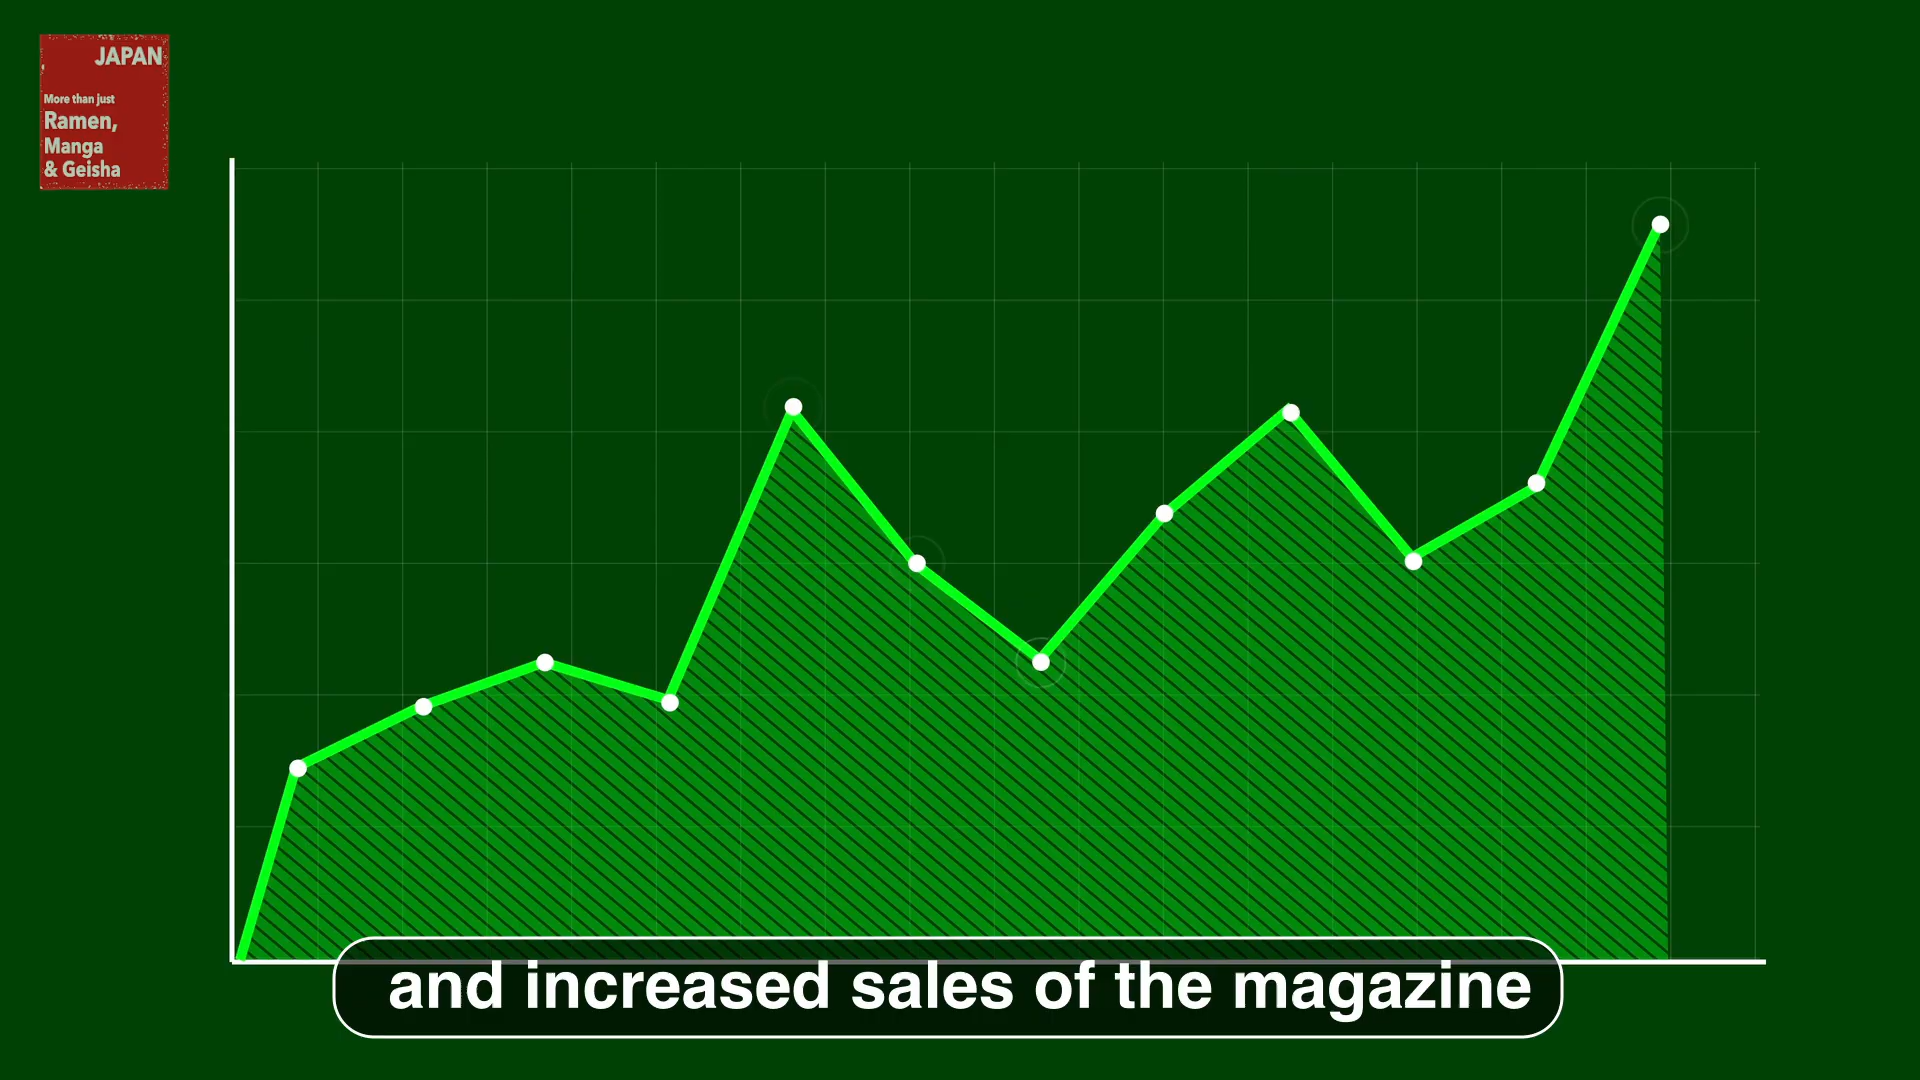 JAPAN
More than just
Ramen,
Manga
& Geisha
and increased sales of the magazine